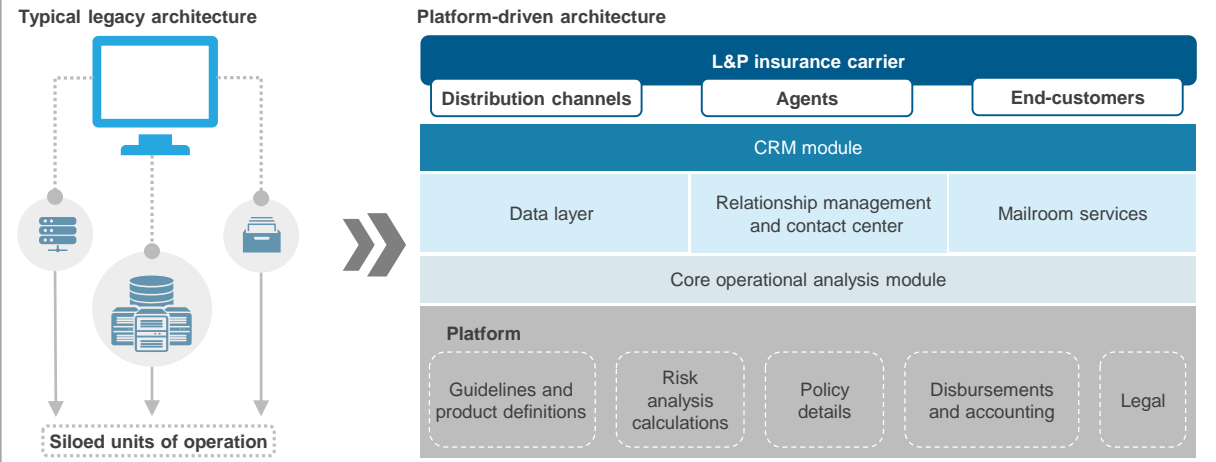 Typical legacy architecture
Siloed units of operation
Platform-driven architecture
L&P insurance carrier
Distribution channels
Agents
End-customers
CRM module
Data layer
Relationship management
and contact center
Mailroom services
Core operational analysis module
Platform
Guidelines and
product definitions
Risk
analysis
calculations
Policy
details
Disbursements
and accounting
Legal